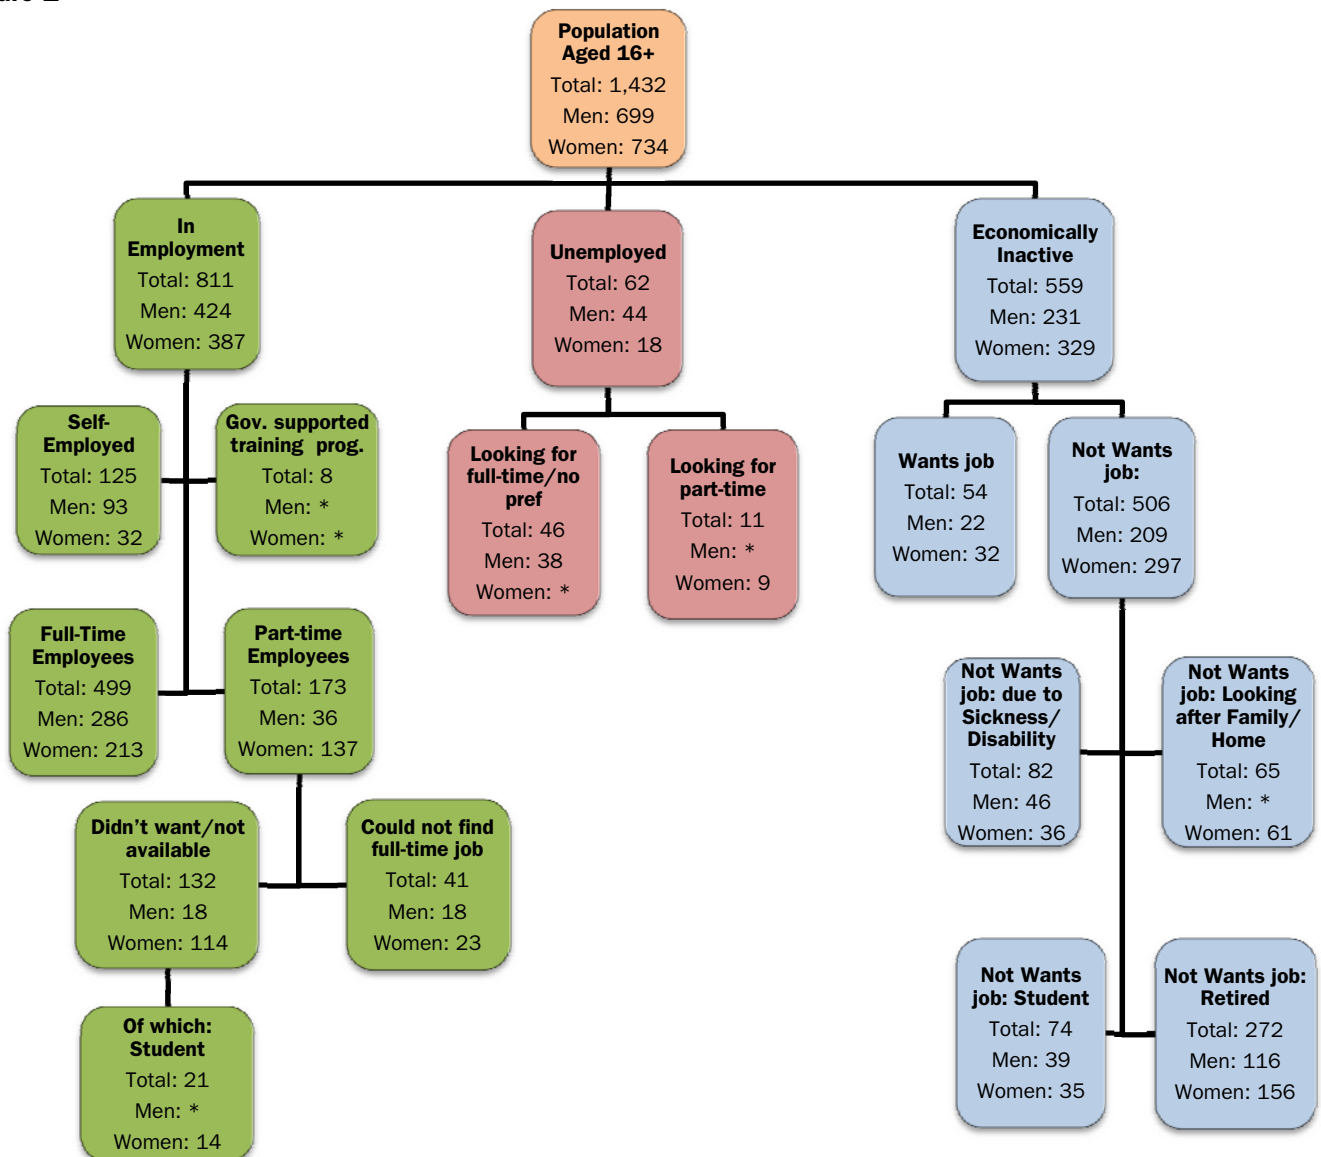 Population
Aged 16+
Total: 1,432
Men: 699
Women: 734
In
Employment
Total: 811
Men: 424
Women: 387
Unemployed
Total: 62
Men: 44
Women: 18
Economically
Inactive
Total: 559
Men: 231
Women: 329
Self-
Employed
Total: 125
Men: 93
Women: 32
Gov. supported
training prog.
Total: 8
Men: *
Women: *
Looking for
full-time/no
pref
Total: 46
Men: 38
Women: *
Looking for
part-time
Total: 11
Men: *
Women: 9
Wants job
Total: 54
Men: 22
Women: 32
Not Wants
job:
Total: 506
Men: 209
Women: 297
Full-Time
Employees
Total: 499
Men: 286
Women: 213
Part-time
Employees
Total: 173
Men: 36
Women: 137
Not Wants
job: due to
Sickness/
Disability
Total: 82
Men: 46
Women: 36
Not Wants
job: Looking
after Family/
Home
Total: 65
Men: *
Women: 61
Didn't want/not
available
Total: 132
Men: 18
Women: 114
Could not find
full-time job
Total: 41
Men: 18
Women: 23
Not Wants
job: Student
Total: 74
Men: 39
Women: 35
Not Wants job:
Retired
Total: 272
Men: 116
Women: 156
Of which:
Student
Total: 21
Men: *
Women: 14